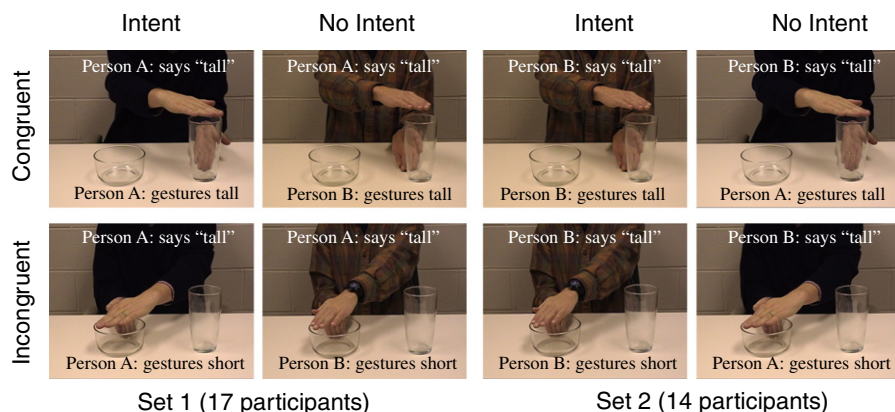 Intent No Intent Intent No Intent
Congruent
Person A: says “tall” Person A: says “tall” Person B: says “tall” Person B: says “tall”
Person A: gestures tall Person B: gestures tall Person B: gestures tall Person A: gestures tall
Incongruent
Person A: says “tall” Person A: says “tall” Person B: says “tall” Person B: says “tall”
Person A: gestures short Person B: gestures short Person B: gestures short Person A: gestures short
Set 1 (17 participants) Set 2 (14 participants)